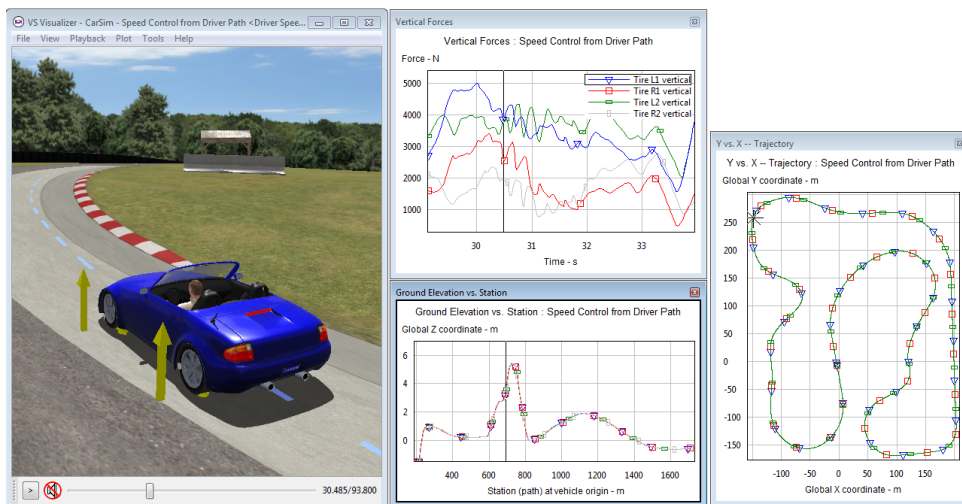 VS Visualizer - CarSim - Speed Control from Driver Path <Driver Spee...
File View Playback Plot Tools Help
> 30.485/93.800
Vertical Forces
Vertical Forces : Speed Control from Driver Path
Force - N
5000
4000
3000
2000
1000
Tire L1 vertical
Tire R1 vertical
Tire L2 vertical
Tire R2 vertical
30 31 32 33
Time - s
Ground Elevation vs. Station
Ground Elevation vs. Station : Speed Control from Driver Path
Global Z coordinate - m
6
4
2
0
400 600 800 1000 1200 1400 1600
Station (path) at vehicle origin - m
Y vs. X -- Trajectory
Y vs. X -- Trajectory : Speed Control from Driver Path
Global Y coordinate - m
250
200
150
100
50
0
-50
-100
-150
-100 -50 0 50 100 150
Global X coordinate - m